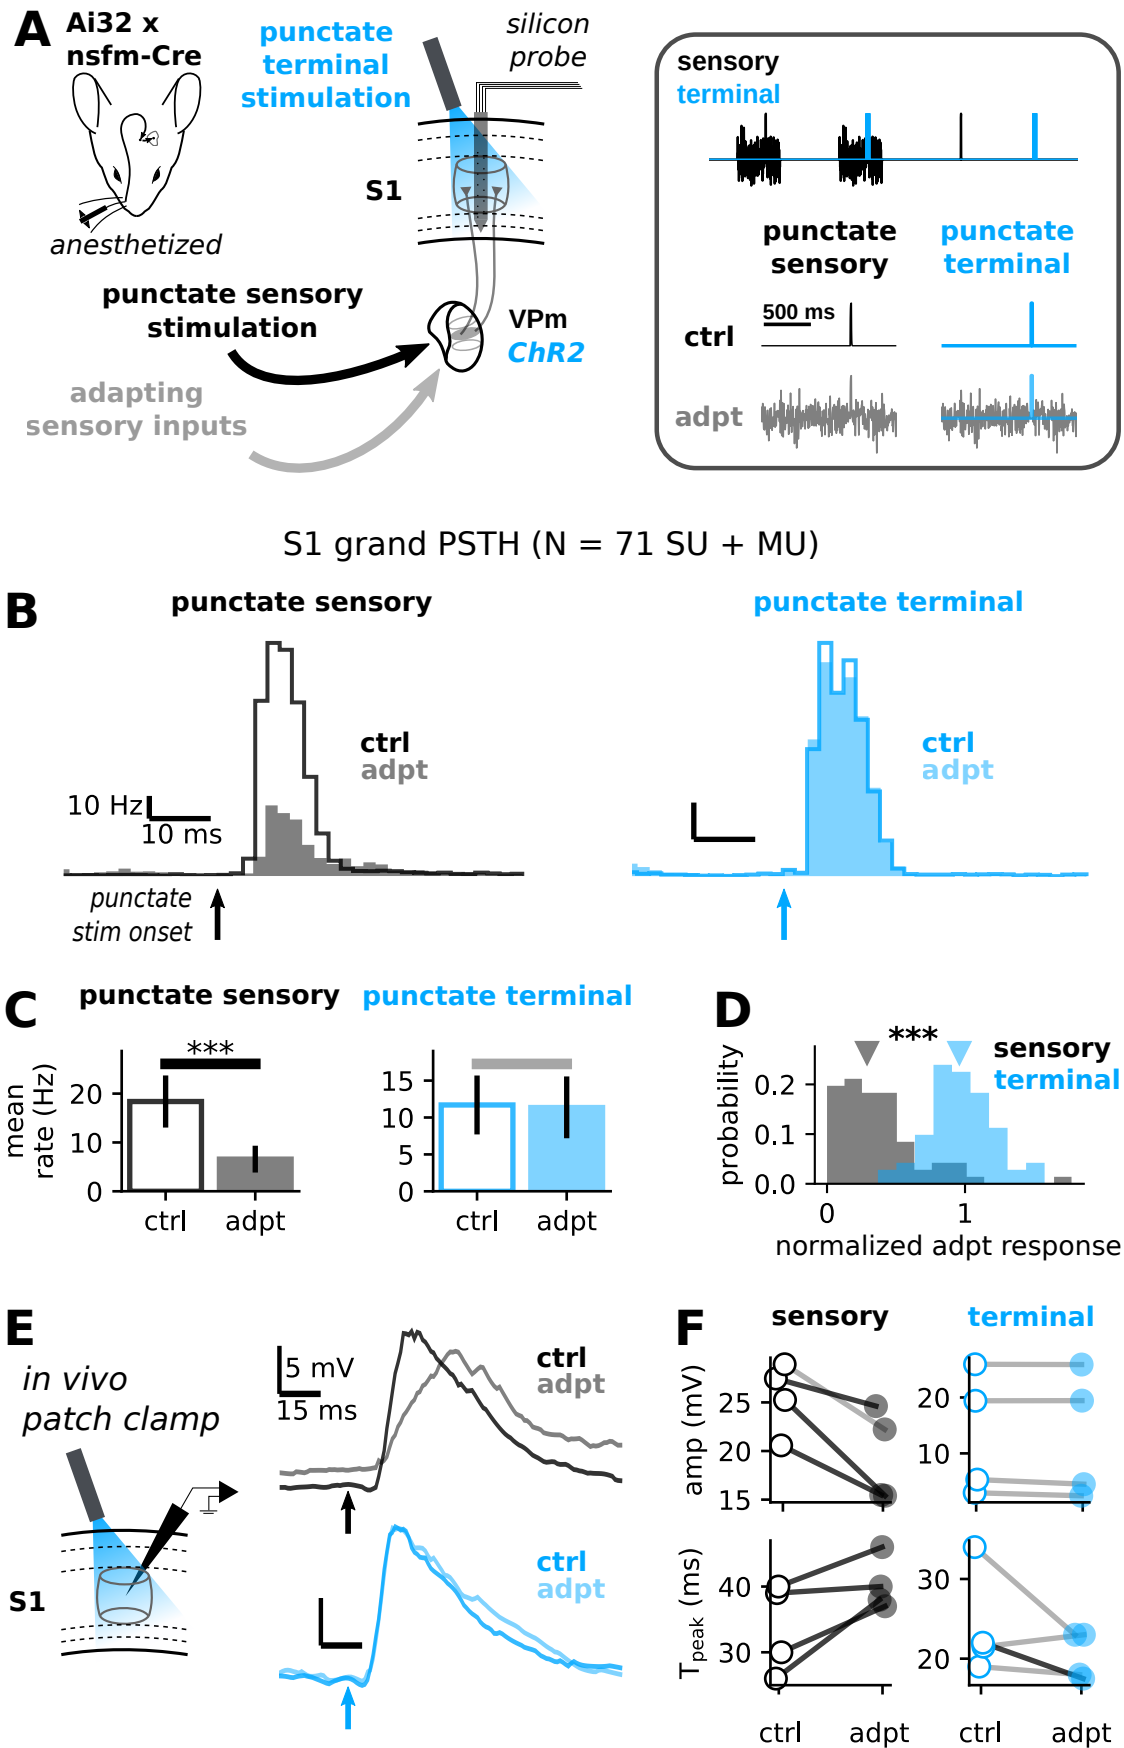 A
Ai32 x
nsfm-Cre
anesthetized
punctate
terminal
stimulation
silicon
probe
S1
punctate sensory
stimulation
VPm
ChR2
adapting
sensory inputs
sensory
terminal
punctate
sensory
punctate
terminal
500 ms
ctrl
adpt
S1 grand PSTH (N = 71 SU + MU)
B
punctate sensory
punctate terminal
ctrl
adpt
ctrl
adpt
10 Hz
10 ms
punctate
stim onset
C
punctate sensory
punctate terminal
mean
rate (Hz)
***
20
10
0
ctrl
adpt
15
10
5
0
ctrl
adpt
D
***
sensory
terminal
probability
0.2
0.1
0.0
0
1
normalized adpt response
E
in vivo
patch clamp
S1
5 mV
15 ms
ctrl
adpt
ctrl
adpt
F
sensory
terminal
amp (mV)
25
20
15
20
10
Tpeak (ms)
40
30
30
20
ctrl
adpt
ctrl
adpt